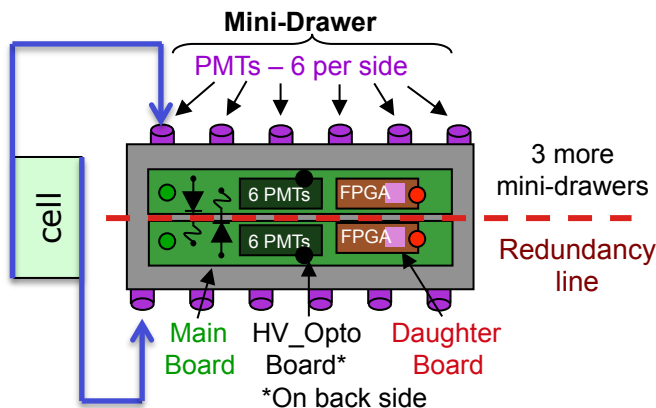 Mini-Drawer
PMTs – 6 per side
cell
6 PMTs
FPGA
6 PMTs
FPGA
3 more
mini-drawers
Redundancy
line
Main
Board
HV_Opto
Board*
*On back side
Daughter
Board